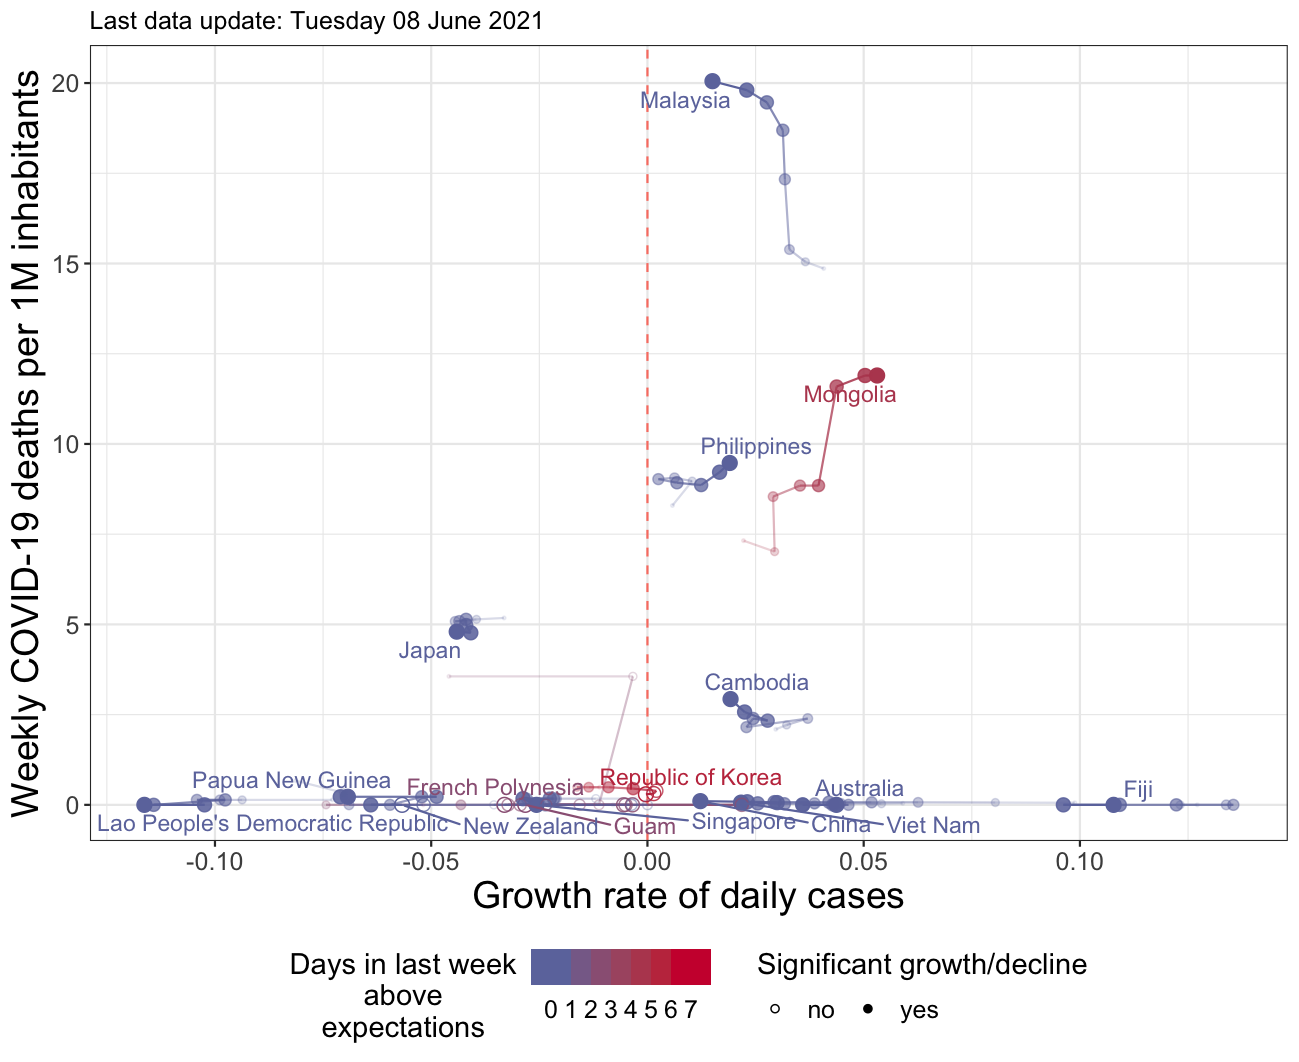 Last data update: Tuesday 08 June 2021
Weekly COVID-19 deaths per 1M inhabitants
20
15
10
5
0
Malaysia
Mongolia
Philippines
Japan
Cambodia
Papua New Guinea
French Polynesia
Republic of Korea
Australia
Fiji
Lao People's Democratic Republic
New Zealand
Guam
Singapore
China
Viet Nam
-0.10
-0.05
0.00
0.05
0.10
Growth rate of daily cases
Days in last week
above
expectations
0 1 2 3 4 5 6 7
Significant growth/decline
no
yes